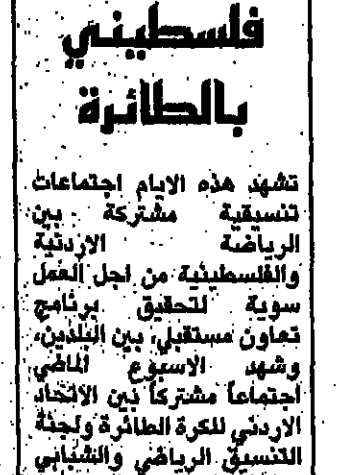 فلسطيني
بالطائرة
تشهد هذه الايام اجتماعات
تنسيقية مشتركة بين
الرياضة الاردنية
والفلسطينية من اجل العمل
سوية لتحقيق برنامج
تعاون مستقبلي، بين البلدين،
وشهد الاسبوع الماضي
اجتماعاً مشتركاً بين الاتحاد
الاردني للكرة الطائرة ولجنة
التنسيق الرياضي والشبابي